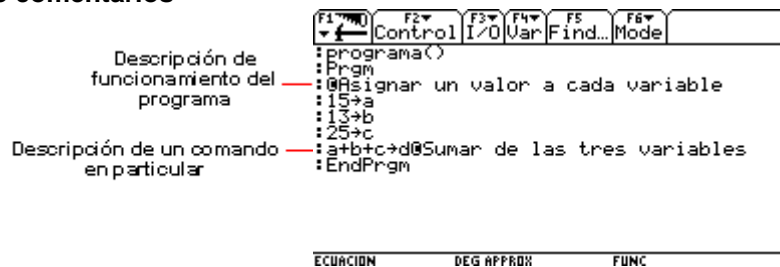 comentarios
F1 F2 F3 F4 F5 F6
Control I/O Var Find... Mode
:programa()
:Prgm
Descripción de
funcionamiento del
programa
:©Asignar un valor a cada variable
:15→a
:13→b
:25→c
Descripción de un comando
en particular
:a+b+c→d©Sumar de las tres variables
:EndPrgm
ECUACION DEG APPROX FUNC